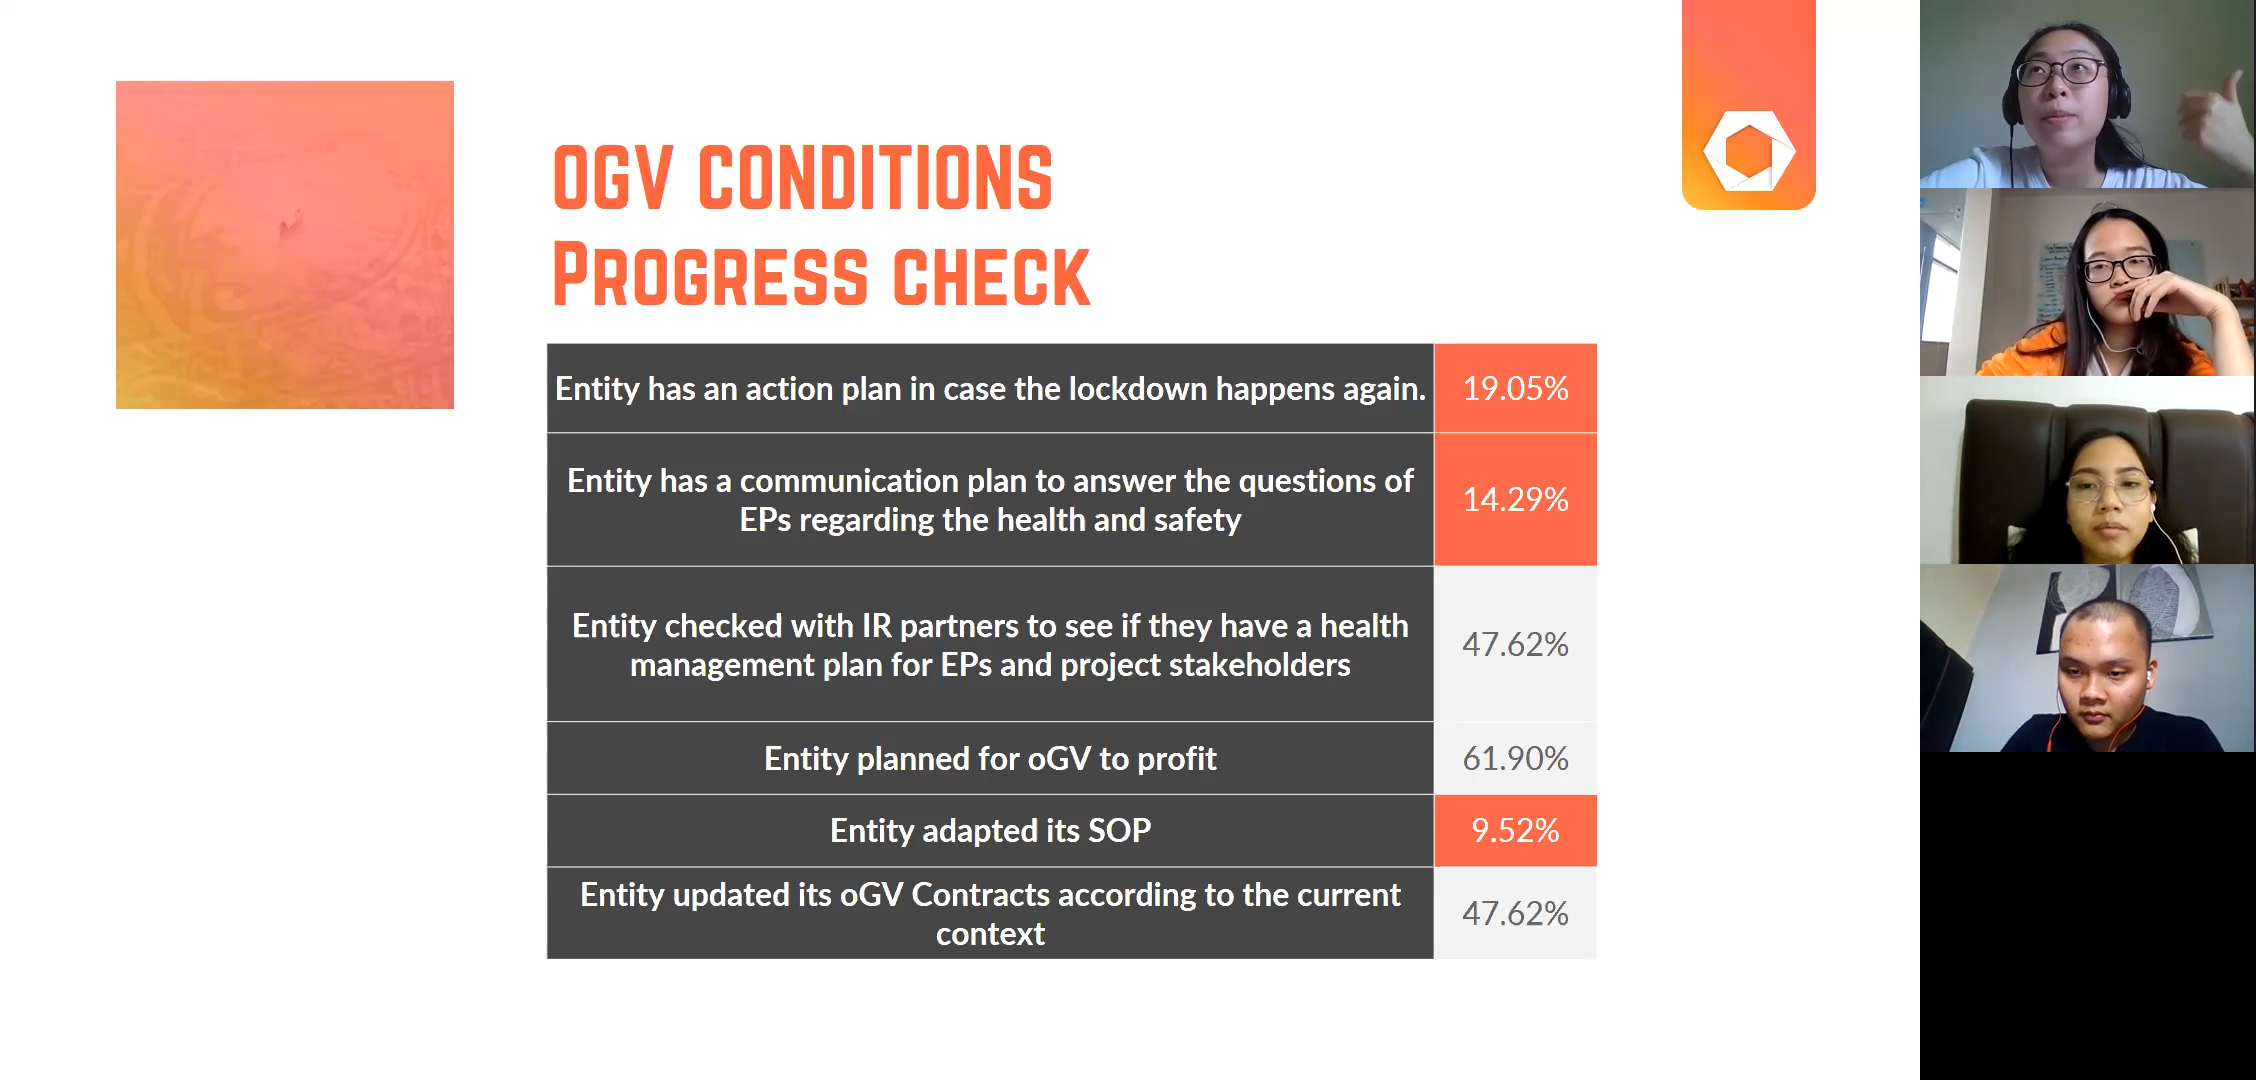 OGV CONDITIONS
PROGRESS CHECK
Entity has an action plan in case the lockdown happens again.
19.05%
Entity has a communication plan to answer the questions of
EPs regarding the health and safety
14.29%
Entity checked with IR partners to see if they have a health
management plan for EPs and project stakeholders
47.62%
Entity planned for oGV to profit
61.90%
Entity adapted its SOP
9.52%
Entity updated its oGV Contracts according to the current
context
47.62%